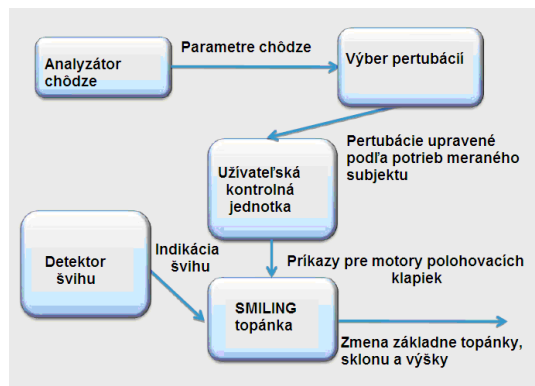 Parametre chôdze
Analyzátor
chôdze
Výber pertubácií
Pertubácie upravené
podľa potrieb meraného
subjektu
Užívateľská
kontrolná
jednotka
Detektor
švihu
Indikácia
švihu
Príkazy pre motory polohovacích
klapiek
SMILING
topánka
Zmena základne topánky,
sklonu a výšky